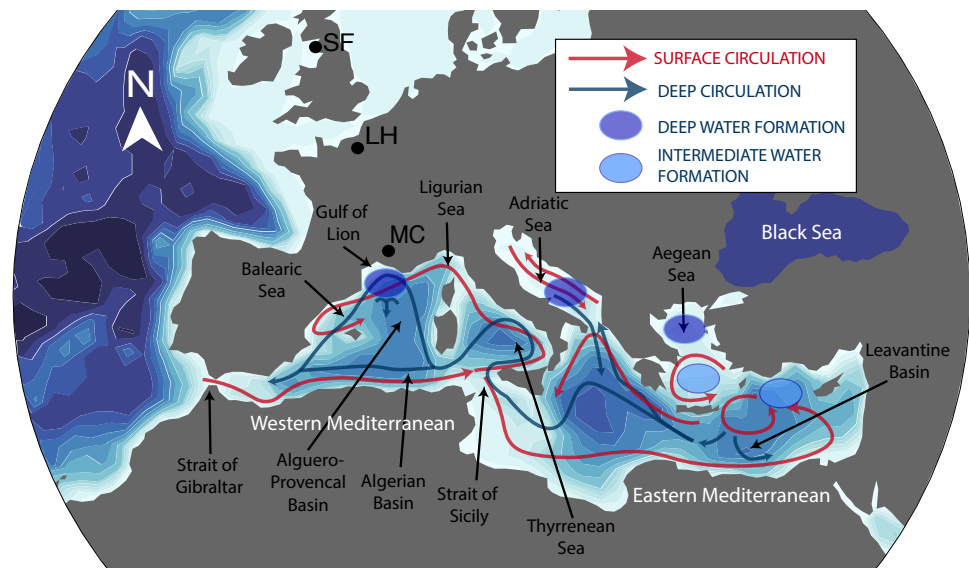 SF
N
LH
MC
SURFACE CIRCULATION
DEEP CIRCULATION
DEEP WATER FORMATION
INTERMEDIATE WATER
FORMATION
Ligurian
Sea
Adriatic
Sea
Gulf of
Lion
Balearic
Sea
Black Sea
Aegean
Sea
Leavantine
Basin
Western Mediterranean
Strait of
Gibraltar
Alguero-
Provencal
Basin
Algerian
Basin
Strait of
Sicily
Thyrrenean
Sea
Eastern Mediterranean